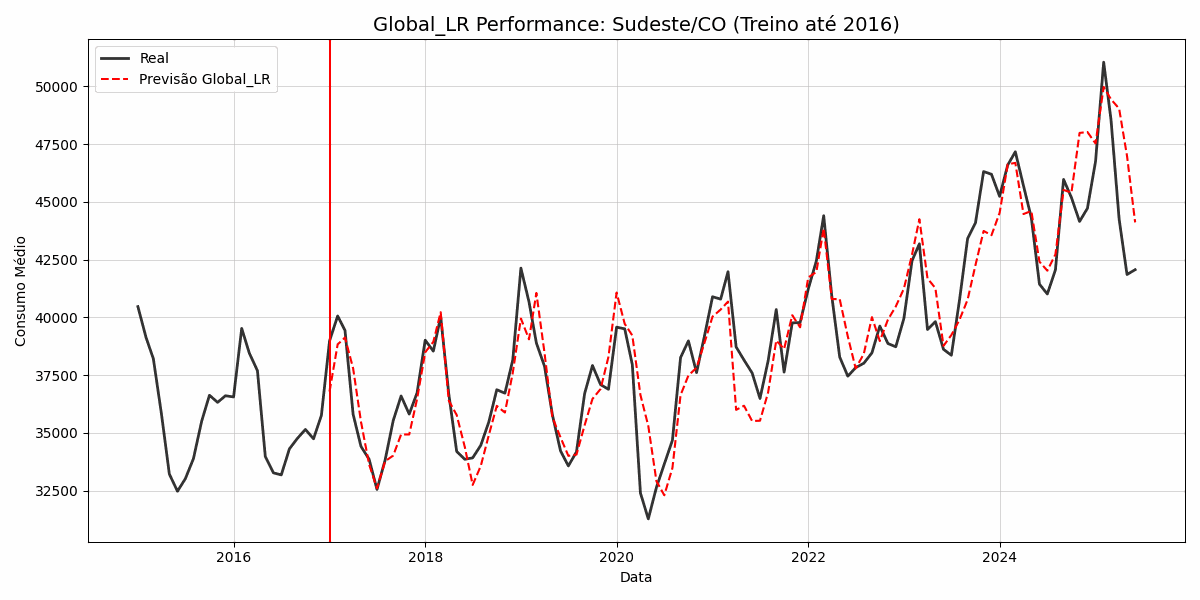 Global_LR Performance: Sudeste/CO (Treino até 2016)
Real
Previsão Global_LR
50000
47500
45000
42500
40000
37500
35000
32500
Consumo Médio
2016
2018
2020
2022
2024
Data